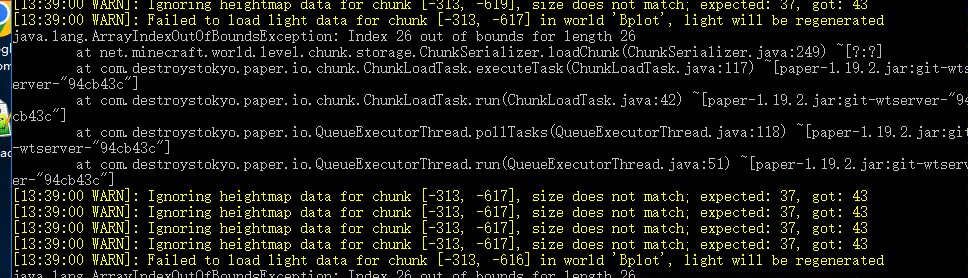 [13:39:00 WARN]: Ignoring heightmap data for chunk [-313, -619], size does not match; expected: 37, got: 43
[13:39:00 WARN]: Failed to load light data for chunk [-313, -617] in world 'Bplot', light will be regenerated
java.lang.ArrayIndexOutOfBoundsException: Index 26 out of bounds for length 26
at net.minecraft.world.level.chunk.storage.ChunkSerializer.loadChunk(ChunkSerializer.java:249) ~[?:?]
at com.destroystokyo.paper.io.chunk.ChunkLoadTask.executeTask(ChunkLoadTask.java:117) ~[paper-1.19.2.jar:git-wts
erver-"94cb43c"]
at com.destroystokyo.paper.io.chunk.ChunkLoadTask.run(ChunkLoadTask.java:42) ~[paper-1.19.2.jar:git-wtserver-"94
cb43c"]
at com.destroystokyo.paper.io.QueueExecutorThread.pollTasks(QueueExecutorThread.java:118) ~[paper-1.19.2.jar:git
-wtserver-"94cb43c"]
at com.destroystokyo.paper.io.QueueExecutorThread.run(QueueExecutorThread.java:51) ~[paper-1.19.2.jar:git-wtserv
er-"94cb43c"]
[13:39:00 WARN]: Ignoring heightmap data for chunk [-313, -617], size does not match; expected: 37, got: 43
[13:39:00 WARN]: Ignoring heightmap data for chunk [-313, -617], size does not match; expected: 37, got: 43
[13:39:00 WARN]: Ignoring heightmap data for chunk [-313, -617], size does not match; expected: 37, got: 43
[13:39:00 WARN]: Ignoring heightmap data for chunk [-313, -617], size does not match; expected: 37, got: 43
[13:39:00 WARN]: Failed to load light data for chunk [-313, -616] in world 'Bplot', light will be regenerated
java.lang.ArrayIndexOutOfBoundsException: Index 26 out of bounds for length 26